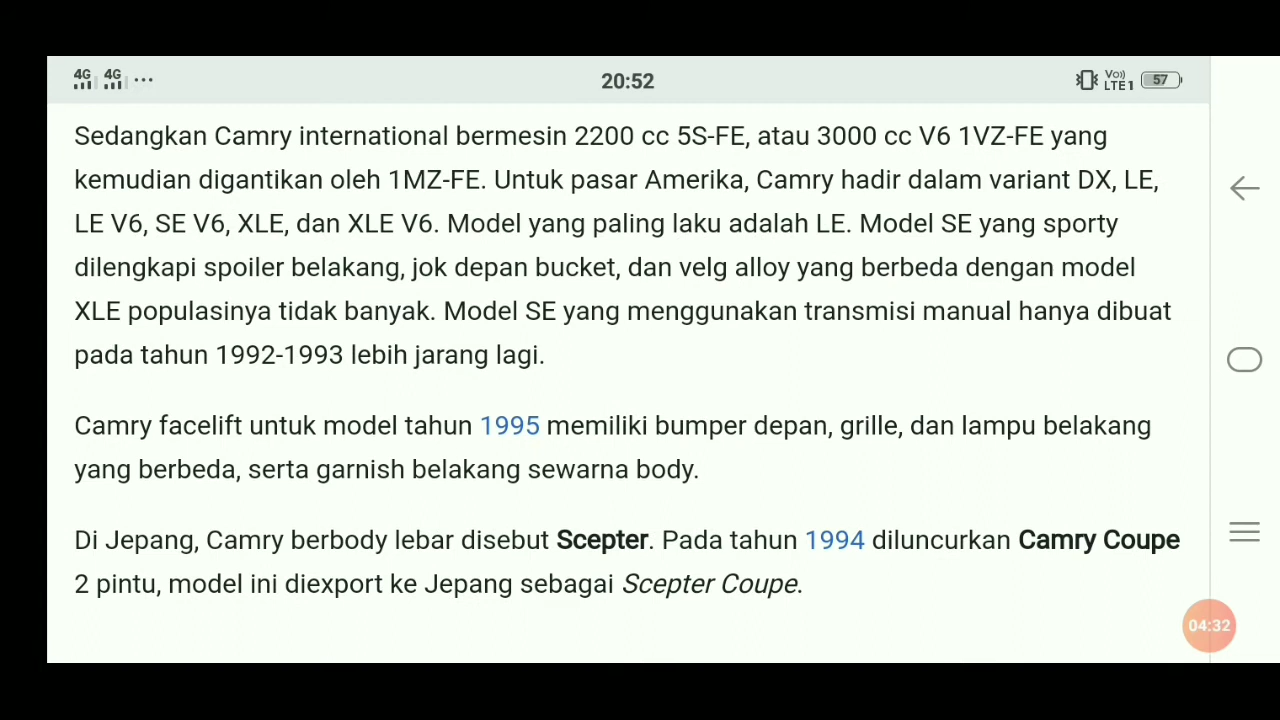 4G 4G ... 20:52 Vo)) LTE1 57
Sedangkan Camry international bermesin 2200 cc 5S-FE, atau 3000 cc V6 1VZ-FE yang
kemudian digantikan oleh 1MZ-FE. Untuk pasar Amerika, Camry hadir dalam variant DX, LE,
LE V6, SE V6, XLE, dan XLE V6. Model yang paling laku adalah LE. Model SE yang sporty
dilengkapi spoiler belakang, jok depan bucket, dan velg alloy yang berbeda dengan model
XLE populasinya tidak banyak. Model SE yang menggunakan transmisi manual hanya dibuat
pada tahun 1992-1993 lebih jarang lagi.
Camry facelift untuk model tahun 1995 memiliki bumper depan, grille, dan lampu belakang
yang berbeda, serta garnish belakang sewarna body.
Di Jepang, Camry berbody lebar disebut Scepter. Pada tahun 1994 diluncurkan Camry Coupe
2 pintu, model ini diexport ke Jepang sebagai Scepter Coupe.
04:32